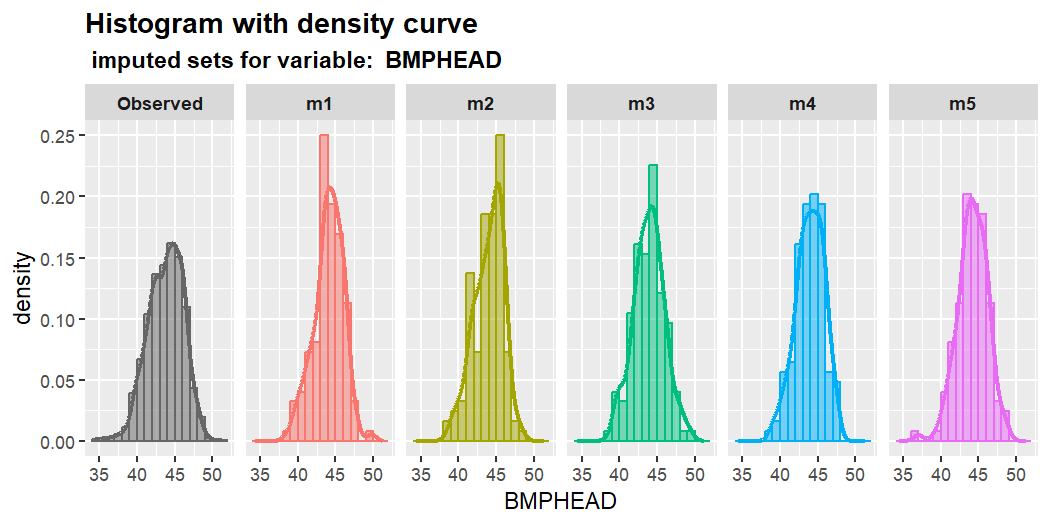 Histogram with density curve
imputed sets for variable: BMPHEAD
Observed m1 m2 m3 m4 m5
density
0.25
0.20
0.15
0.10
0.05
0.00
35 40 45 50 35 40 45 50 35 40 45 50 35 40 45 50 35 40 45 50 35 40 45 50
BMPHEAD